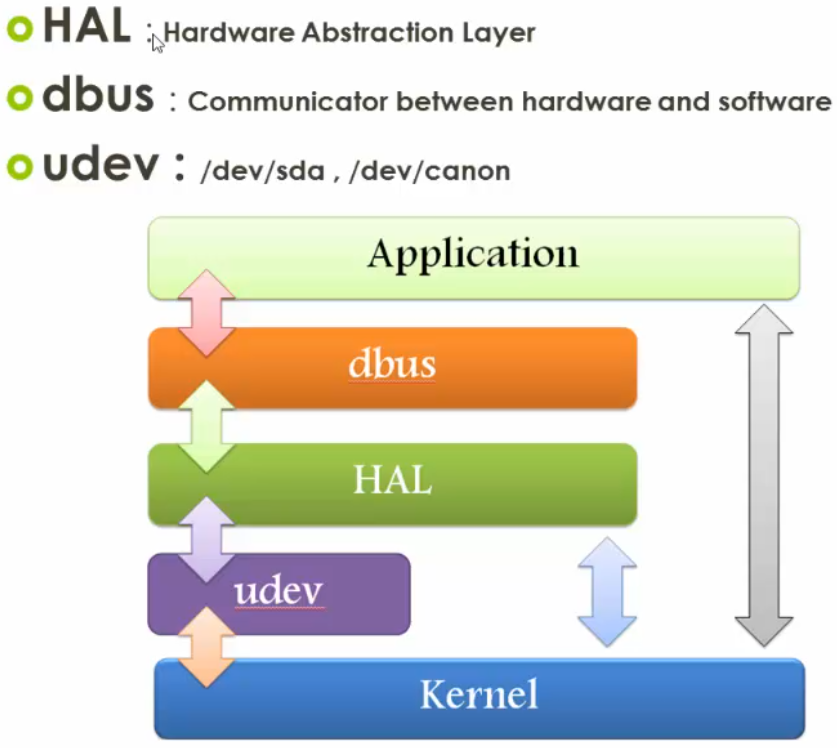 HAL : Hardware Abstraction Layer
dbus : Communicator between hardware and software
udev : /dev/sda , /dev/canon
Application
dbus
HAL
udev
Kernel